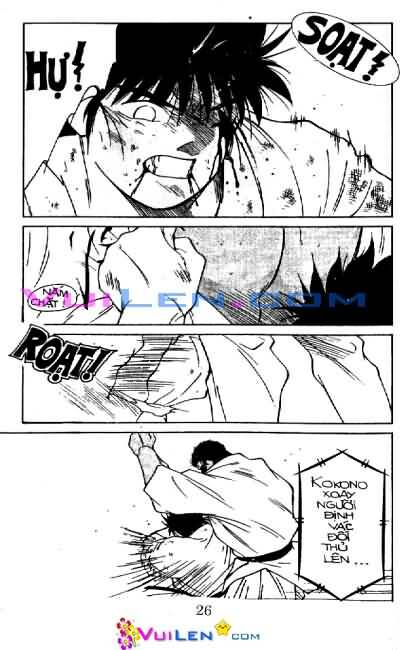 SOẠT!
HỰ!
NẮM
CHẶT
VUILEN.COM
ROẠT!
KOKONO
XOAY
NGƯỜI
ĐỊNH
VÁC
ĐỐI
THỦ
LÊN ...
26
VUILEN.COM